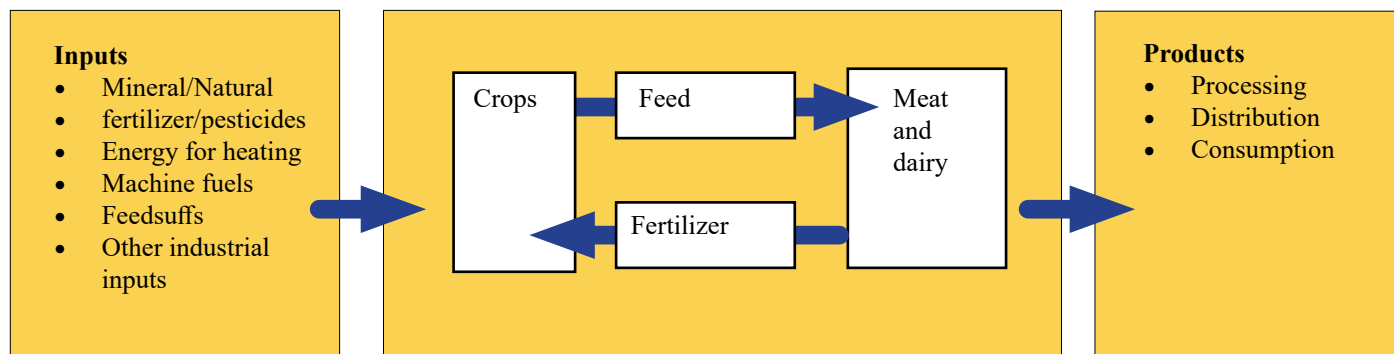 Inputs
• Mineral/Natural
• fertilizer/pesticides
• Energy for heating
• Machine fuels
• Feedsuffs
• Other industrial
inputs
Crops
Feed
Meat
and
dairy
Fertilizer
Products
• Processing
• Distribution
• Consumption